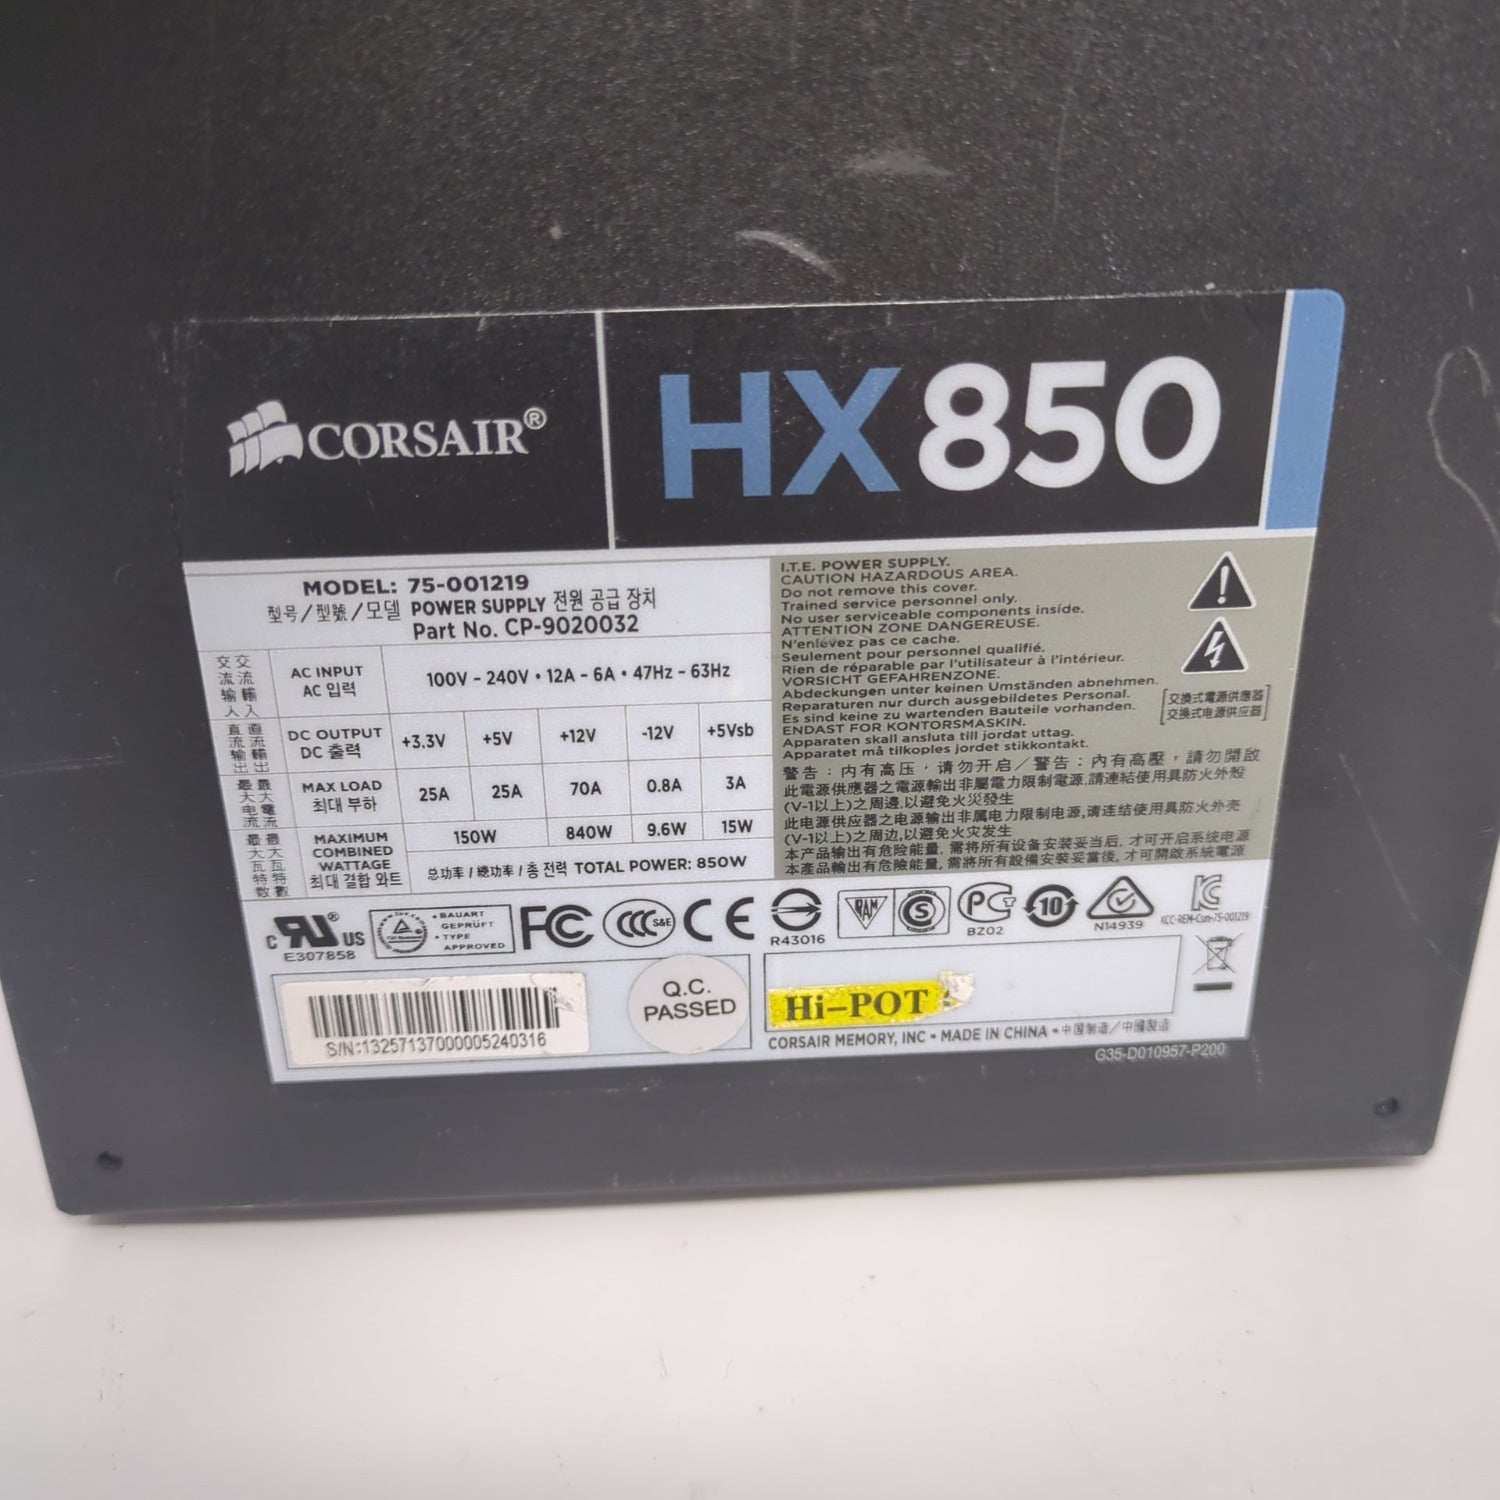 CORSAIR®
HX850
MODEL: 75-001219
型号/型號/모델 POWER SUPPLY 전원 공급 장치
Part No. CP-9020032
交流输入 交流輸入 AC INPUT AC 입력 100V - 240V • 12A - 6A • 47Hz - 63Hz
直流输出 直流輸出 DC OUTPUT DC 출력 +3.3V +5V +12V -12V +5Vsb
最大电流 最大電流 MAX LOAD 최대 부하 25A 25A 70A 0.8A 3A
最大瓦特数 最大瓦特數 MAXIMUM COMBINED WATTAGE 최대 결합 와트 150W 840W 9.6W 15W
总功率 / 總功率 / 총 전력 TOTAL POWER: 850W
I.T.E. POWER SUPPLY.
CAUTION HAZARDOUS AREA.
Do not remove this cover.
Trained service personnel only.
No user serviceable components inside.
ATTENTION ZONE DANGEREUSE.
N'enlevez pas ce cache.
Seulement pour personnel qualifié.
Rien de réparable par l'utilisateur à l'intérieur.
VORSICHT GEFAHRENZONE.
Abdeckungen unter keinen Umständen abnehmen.
Reparaturen nur durch ausgebildetes Personal.
Es sind keine zu wartenden Bauteile vorhanden.
ENDAST FOR KONTORSMASKIN.
Apparaten skall ansluta till jordat uttag.
Apparatet må tilkoples jordet stikkontakt.
交換式電源供應器
交换式电源供应器
警告：内有高压，请勿开启／警告：內有高壓，請勿開啟
此電源供應器之電源輸出非屬電力限制電源,請連結使用具防火外殼
(V-1以上)之周邊,以避免火災發生
此电源供应器之电源输出非属电力限制电源,请连结使用具防火外壳
(V-1以上)之周边,以避免火灾发生
本产品输出有危险能量, 需将所有设备安装妥当后, 才可开启系统电源
本產品輸出有危險能量, 需將所有設備安裝妥當後, 才可開啟系統電源
c RU® US
E307858
• BAUART
GEPRÜFT
• TYPE
APPROVED
FC
CCC S&E
CE
R43016
RAM
S
PCT
BZ02
10
N14939
KC
KCC-REM-Csm-75-001219
S/N:13257137000005240316
Q.C.
PASSED
Hi-POT
CORSAIR MEMORY, INC • MADE IN CHINA • 中国制造／中國製造
G35-D010957-P200